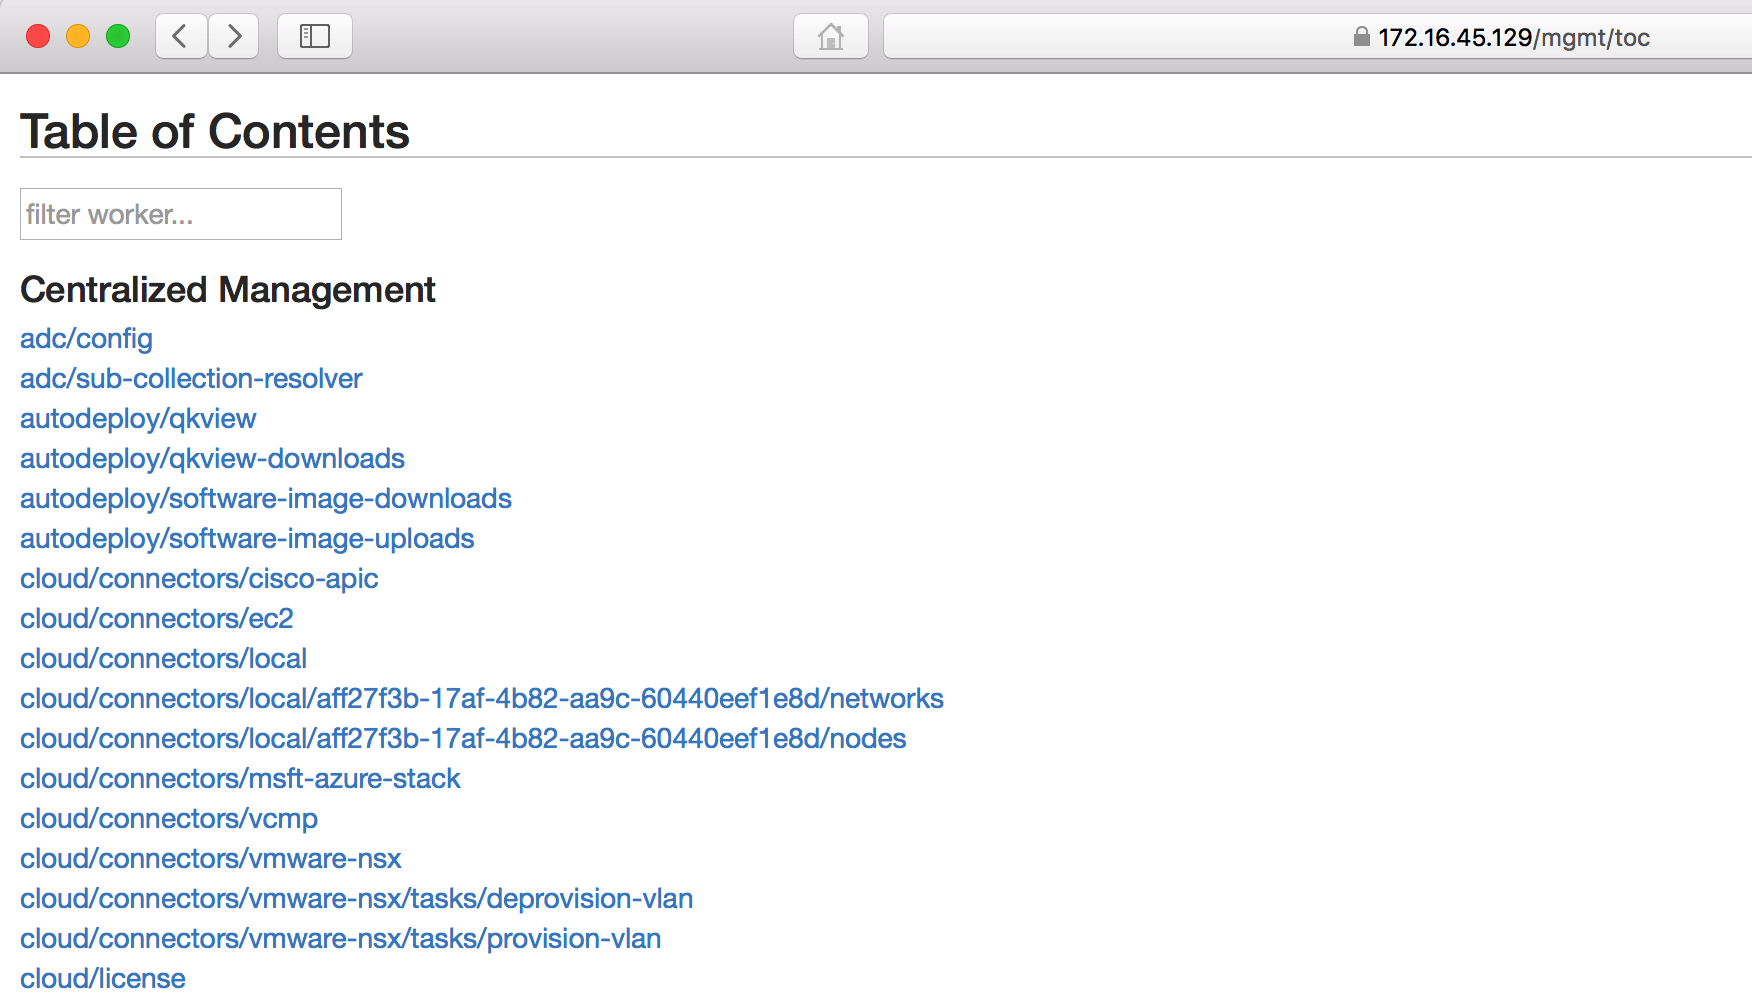 172.16.45.129/mgmt/toc
Table of Contents
filter worker...
Centralized Management
adc/config
adc/sub-collection-resolver
autodeploy/qkview
autodeploy/qkview-downloads
autodeploy/software-image-downloads
autodeploy/software-image-uploads
cloud/connectors/cisco-apic
cloud/connectors/ec2
cloud/connectors/local
cloud/connectors/local/aff27f3b-17af-4b82-aa9c-60440eef1e8d/networks
cloud/connectors/local/aff27f3b-17af-4b82-aa9c-60440eef1e8d/nodes
cloud/connectors/msft-azure-stack
cloud/connectors/vcmp
cloud/connectors/vmware-nsx
cloud/connectors/vmware-nsx/tasks/deprovision-vlan
cloud/connectors/vmware-nsx/tasks/provision-vlan
cloud/license